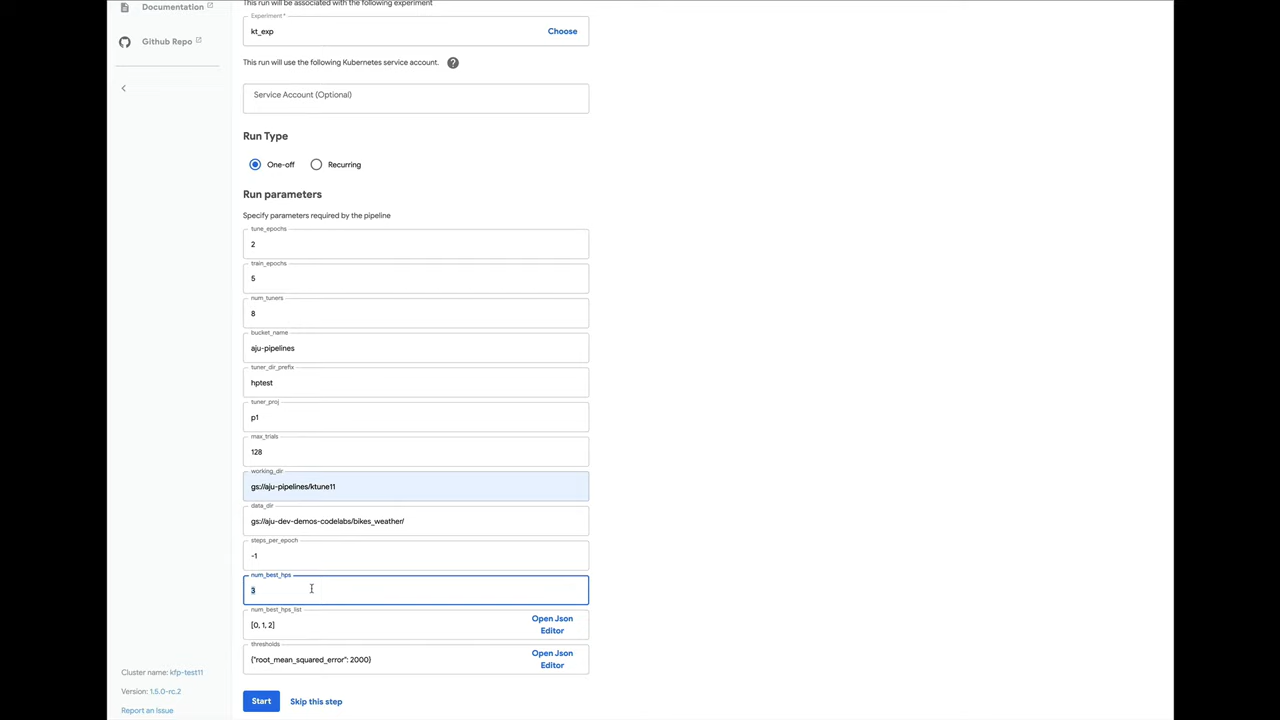 This run will be associated with the following experiment
Documentation
Experiment*
kt_exp
Choose
Github Repo
This run will use the following Kubernetes service account.
?
Service Account (Optional)
Run Type
One-off
Recurring
Run parameters
Specify parameters required by the pipeline
tune_epochs
2
train_epochs
5
num_tuners
8
bucket_name
aju-pipelines
tuner_dir_prefix
hptest
tuner_proj
p1
max_trials
128
working_dir
gs://aju-pipelines/ktune11
data_dir
gs://aju-dev-demos-codelabs/bikes_weather/
steps_per_epoch
-1
num_best_hps
3
num_best_hps_list
[0, 1, 2]
Open Json
Editor
thresholds
{"root_mean_squared_error": 2000}
Open Json
Editor
Cluster name: kfp-test11
Version: 1.5.0-rc.2
Report an Issue
Start
Skip this step